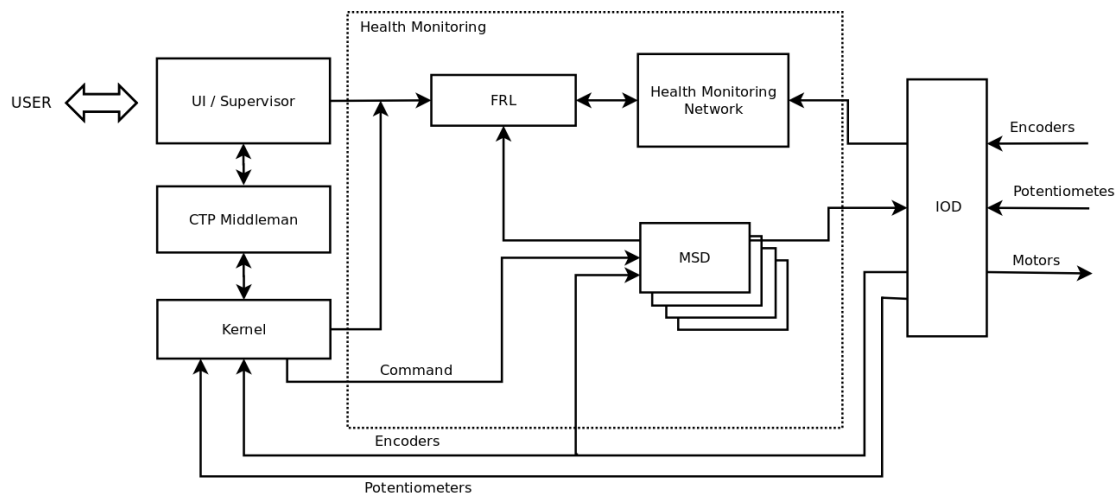 Health Monitoring
USER
UI / Supervisor
FRL
Health Monitoring
Network
Encoders
CTP Middleman
Potentiometes
IOD
MSD
Motors
Kernel
Command
Encoders
Potentiometers